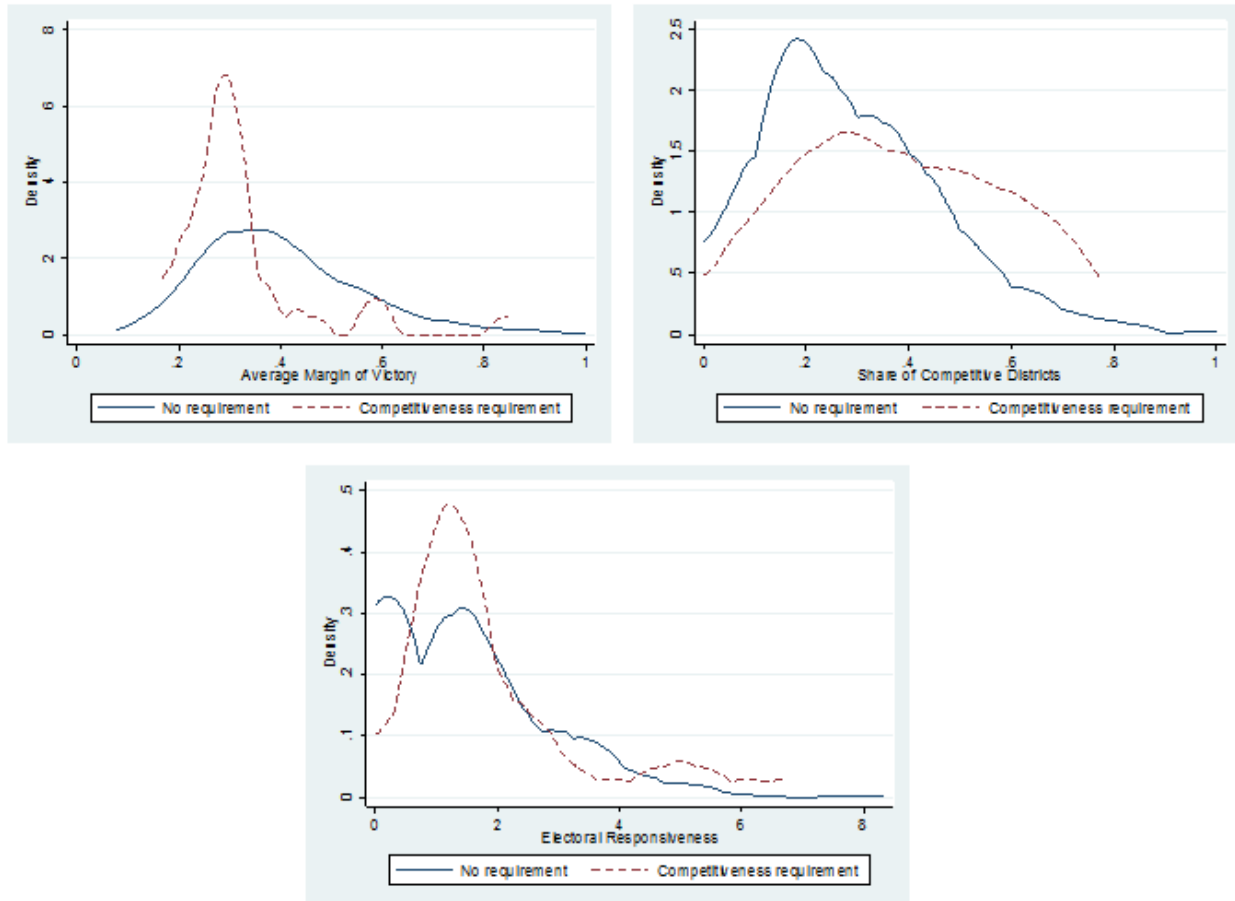 8
6
4
2
0
Density
0
.2
.4
.6
.8
1
Average Margin of Victory
No requirement
Competitiveness requirement
2.5
2
1.5
1
.5
0
Density
0
.2
.4
.6
.8
1
Share of Competitive Districts
No requirement
Competitiveness requirement
.5
.4
.3
.2
.1
0
Density
0
2
4
6
8
Electoral Responsiveness
No requirement
Competitiveness requirement